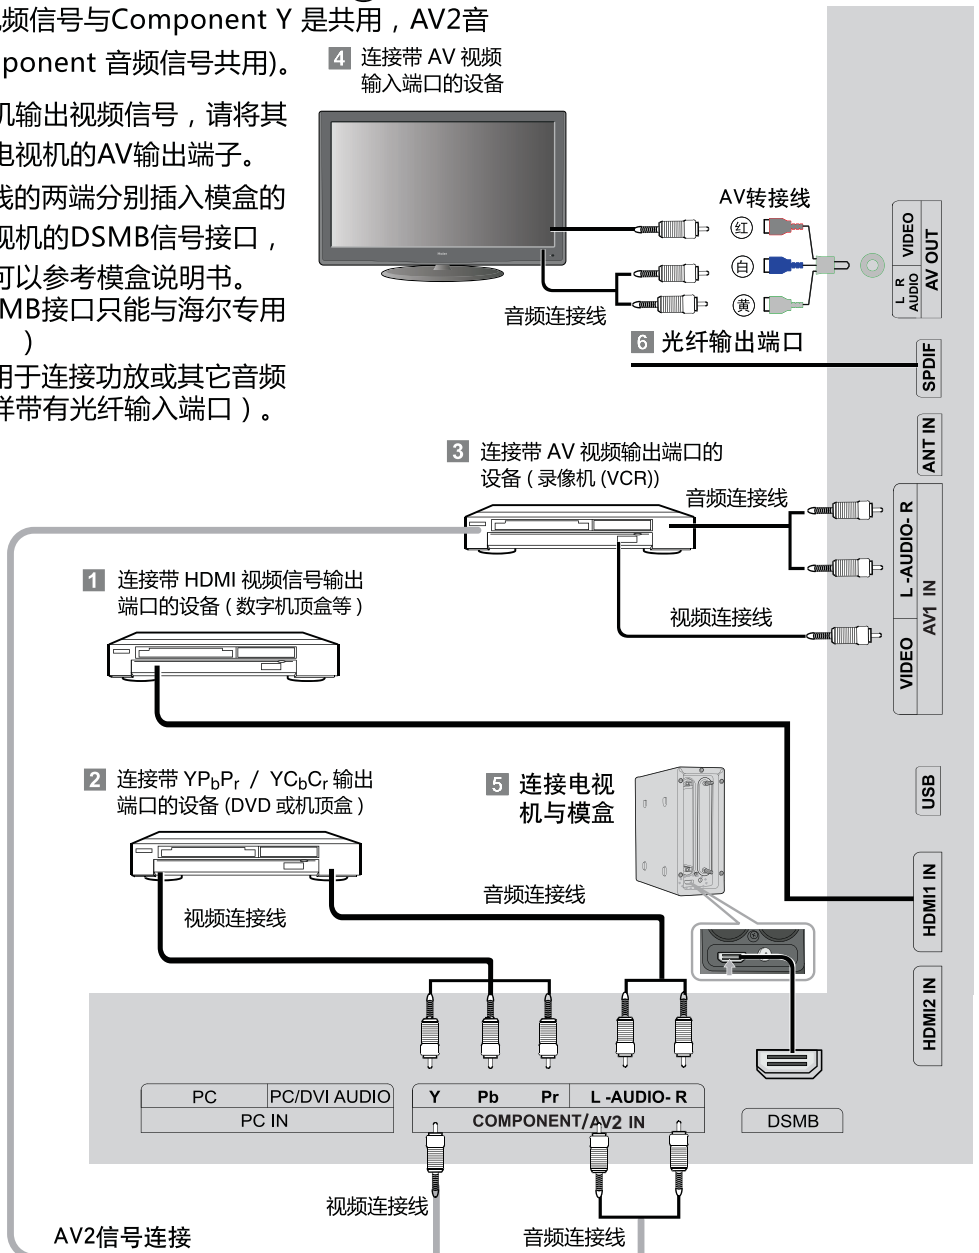 视频信号与Component Y 是共用，AV2音
ponent 音频信号共用)。
机输出视频信号，请将其
电视机的AV输出端子。
线的两端分别插入模盒的
视机的DSMB信号接口，
可以参考模盒说明书。
MB接口只能与海尔专用
）
用于连接功放或其它音频
样带有光纤输入端口）。
4 连接带 AV 视频
输入端口的设备
AV转接线
红
白
黄
音频连接线
VIDEO
L R
AUDIO
AV OUT
6 光纤输出端口
SPDIF
ANT IN
3 连接带 AV 视频输出端口的
设备 ( 录像机 (VCR))
音频连接线
视频连接线
L -AUDIO- R
VIDEO
AV1 IN
1 连接带 HDMI 视频信号输出
端口的设备 ( 数字机顶盒等 )
2 连接带 YPbPr / YCbCr 输出
端口的设备 (DVD 或机顶盒 )
视频连接线
音频连接线
5 连接电视
机与模盒
USB
HDMI1 IN
HDMI2 IN
PC PC/DVI AUDIO
PC IN
Y Pb Pr L -AUDIO- R
COMPONENT/AV2 IN
DSMB
视频连接线
音频连接线
AV2信号连接